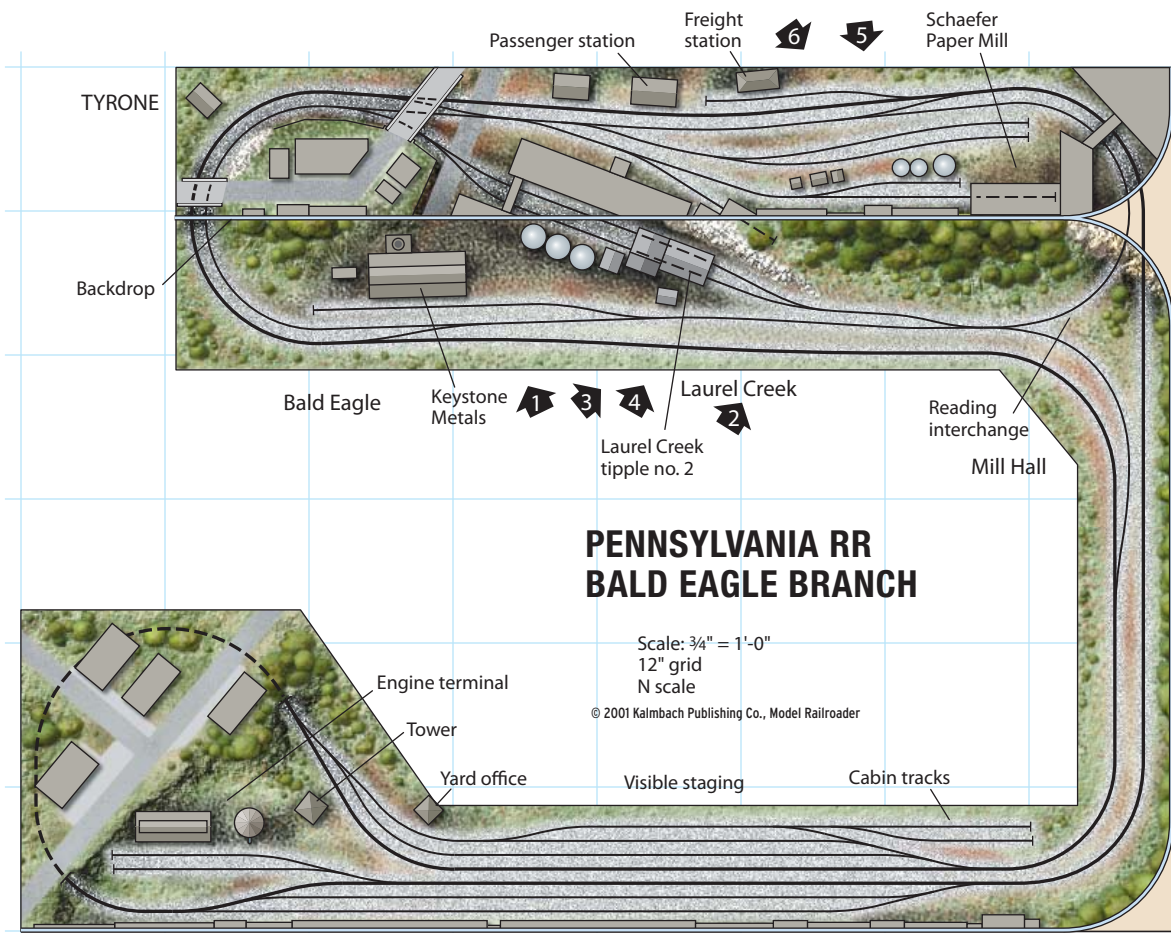 Passenger station
Freight
station
6
5
Schaefer
Paper Mill
TYRONE
Backdrop
Bald Eagle
Keystone
Metals
1
3
4
Laurel Creek
2
Laurel Creek
tipple no. 2
Reading
interchange
Mill Hall
PENNSYLVANIA RR
BALD EAGLE BRANCH
Scale: ¾" = 1'-0"
12" grid
N scale
© 2001 Kalmbach Publishing Co., Model Railroader
Engine terminal
Tower
Yard office
Visible staging
Cabin tracks